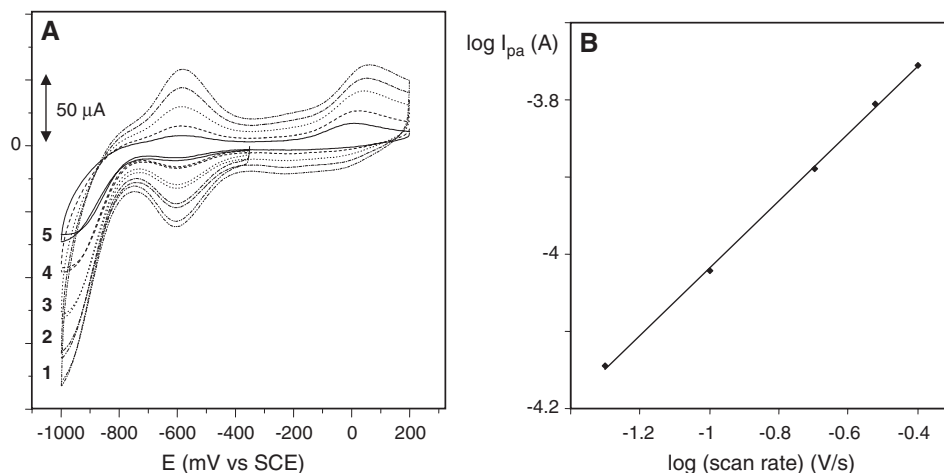 A
50 µA
0
5
4
3
2
1
-1000 -800 -600 -400 -200 0 200
E (mV vs SCE)
log I_pa (A)
B
-3.8
-4
-4.2
-1.2 -1 -0.8 -0.6 -0.4
log (scan rate) (V/s)